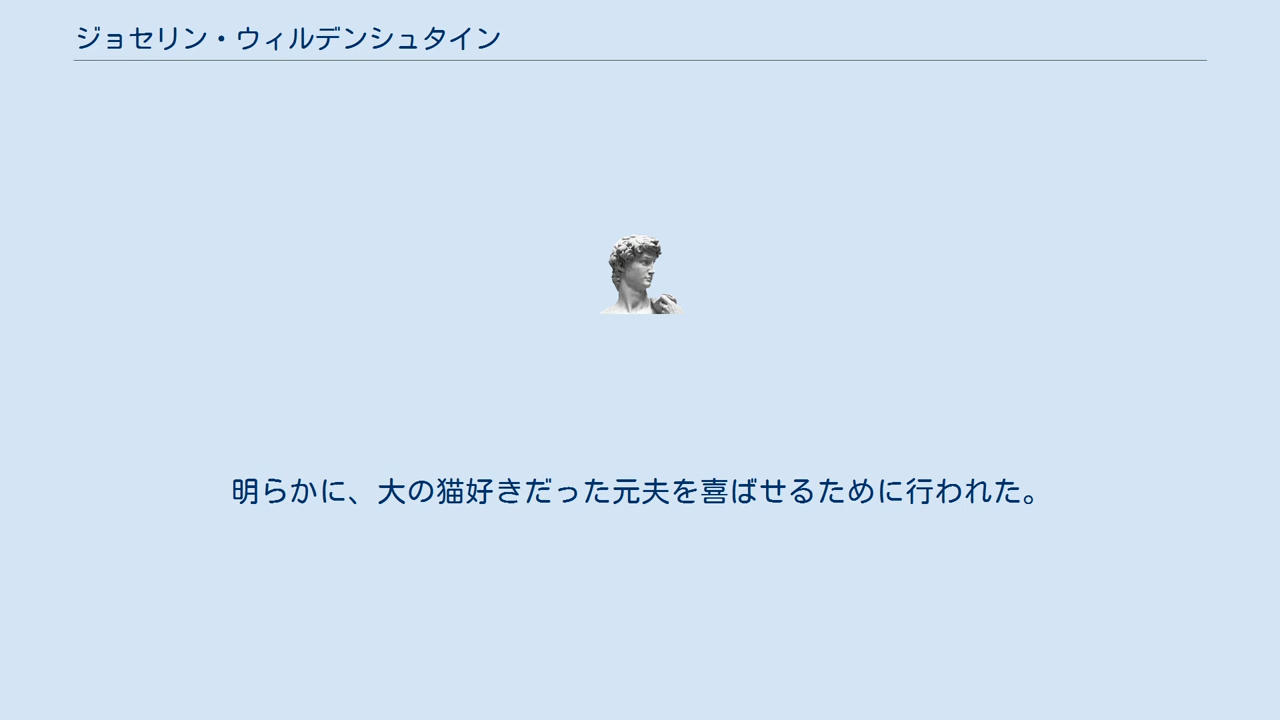 ジョセリン・ウィルデンシュタイン
明らかに、大の猫好きだった元夫を喜ばせるために行われた。